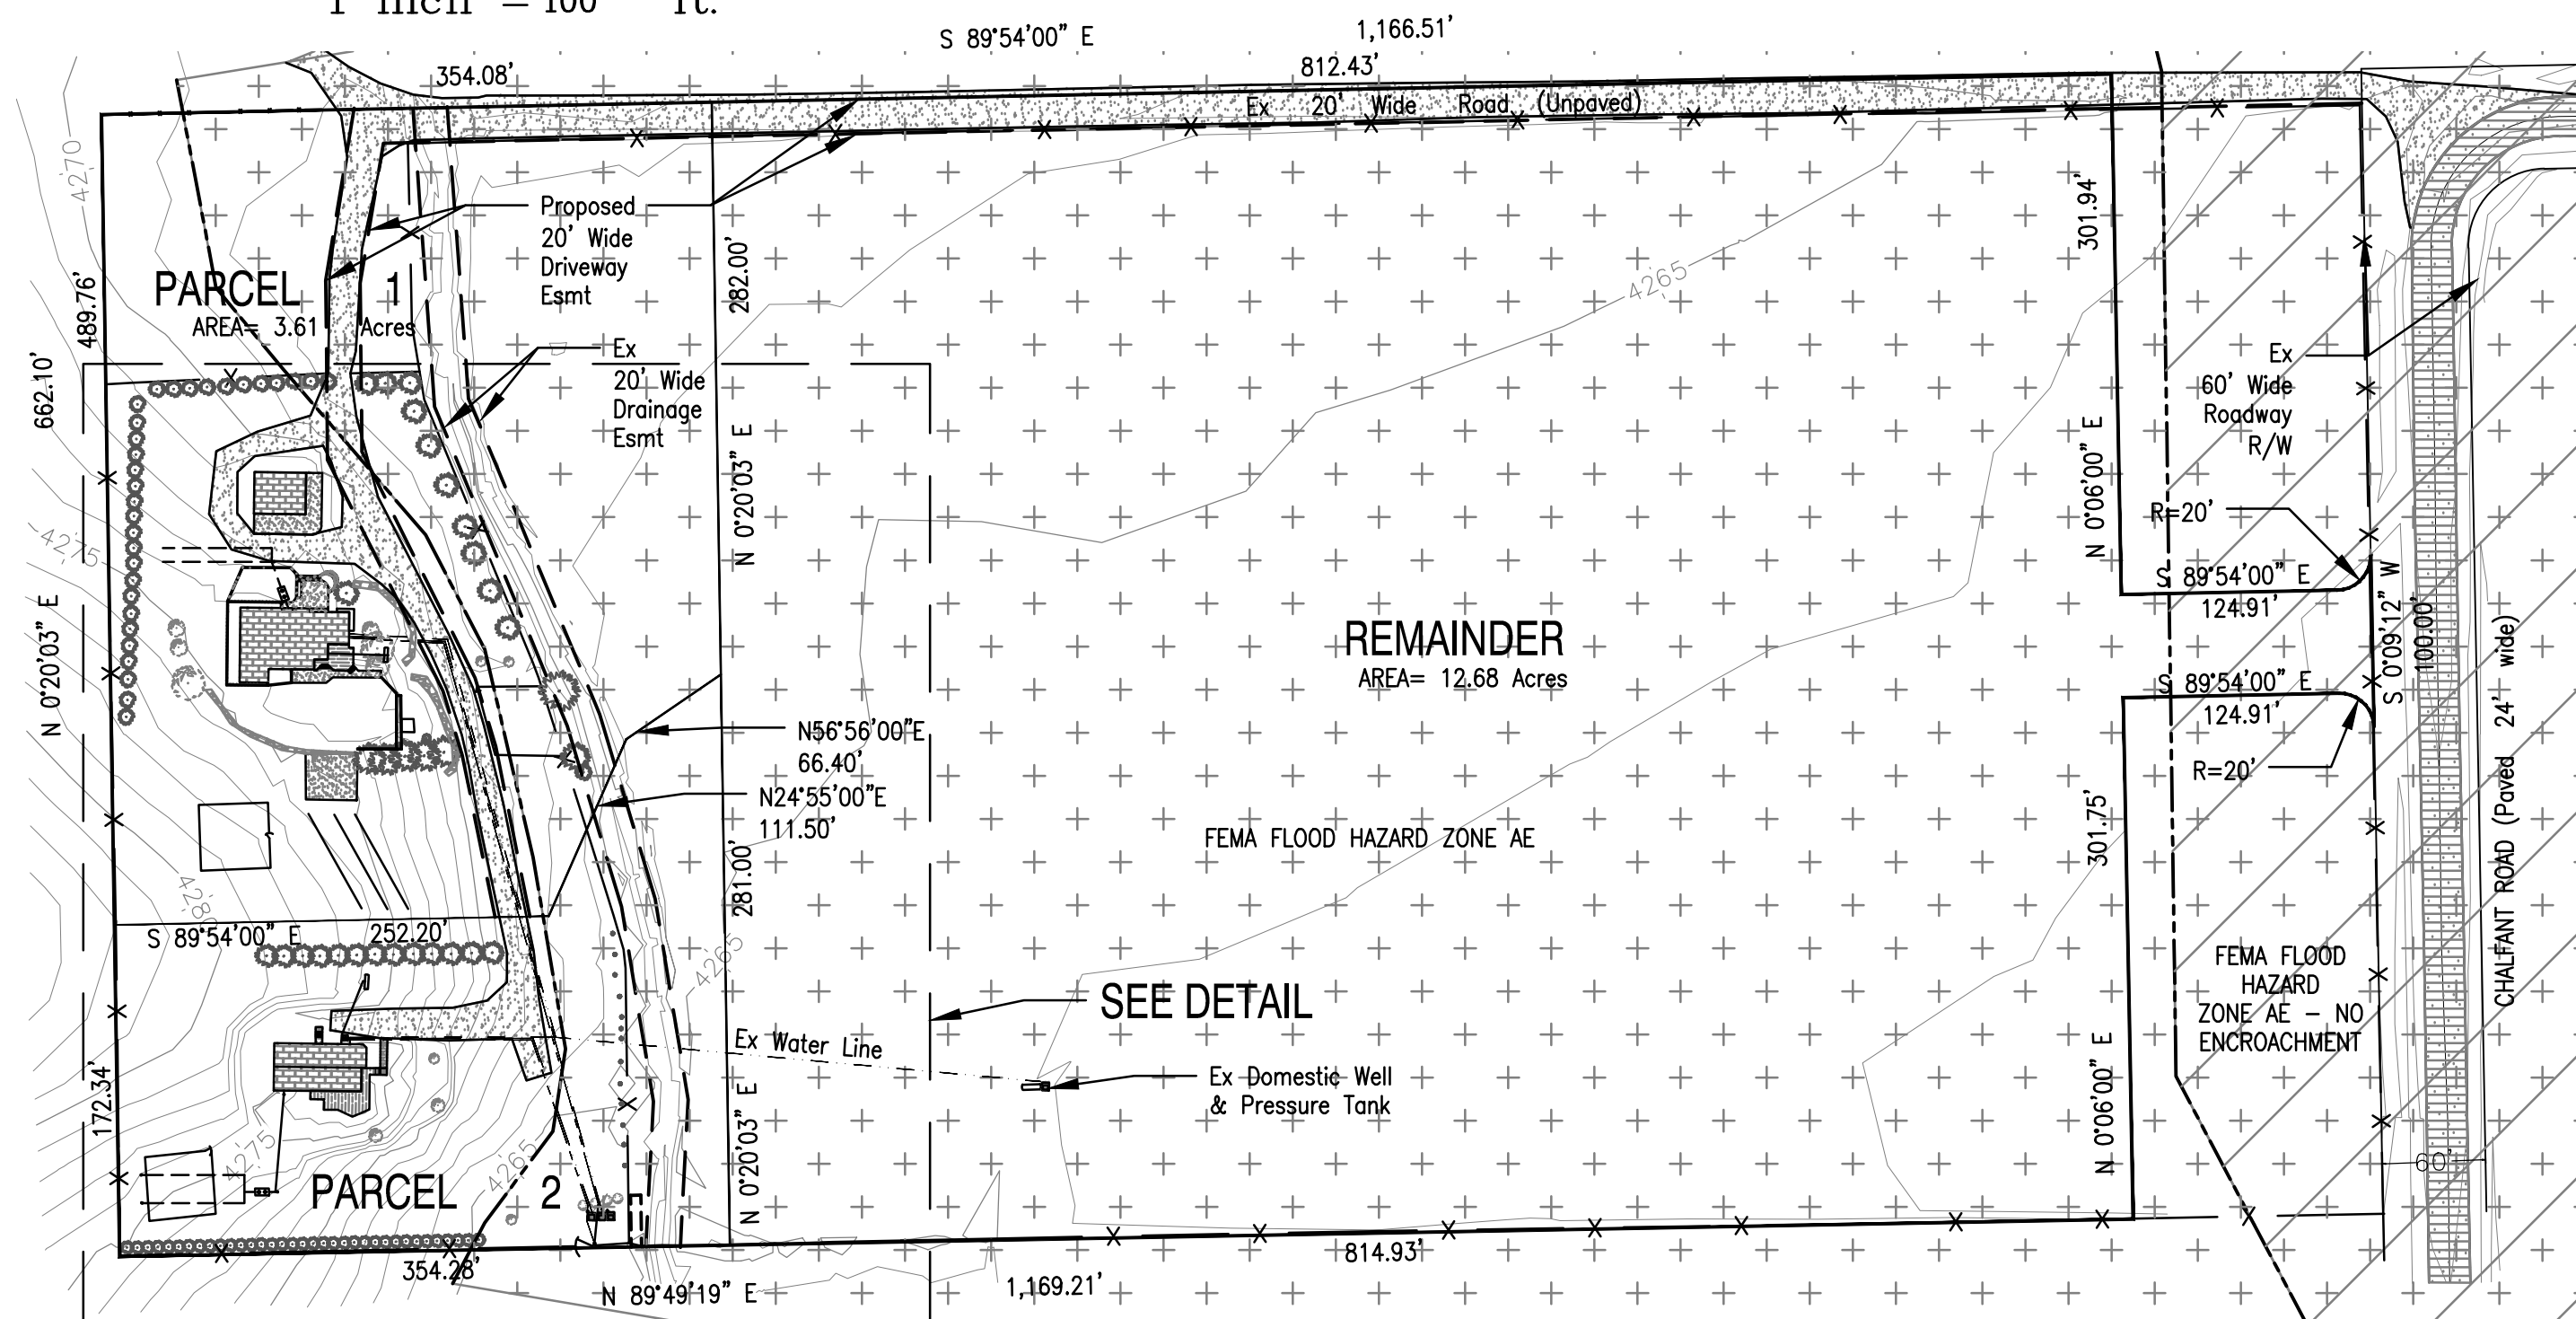 1 inch = 100 ft.
S 89°54'00" E
1,166.51'
354.08'
812.43'
Ex 20' Wide Road (Unpaved)
4270
Proposed
20' Wide
Driveway
Esmt
301.94'
282.00'
489.76'
PARCEL 1
AREA= 3.61 Acres
4265
Ex
20' Wide
Drainage
Esmt
Ex
60' Wide
Roadway
R/W
662.10'
N 0°20'03" E
N 0°06'00" E
R=20'
4275
S 89°54'00" E
124.91'
N 0°20'03" E
REMAINDER
AREA= 12.68 Acres
S 0°09'12" W
100.00'
S 89°54'00" E
124.91'
R=20'
N56°56'00"E
66.40'
N24°55'00"E
111.50'
CHALFANT ROAD (Paved 24' wide)
301.75'
FEMA FLOOD HAZARD ZONE AE
281.00'
4280
S 89°54'00" E 252.20'
4265
FEMA FLOOD
HAZARD
ZONE AE – NO
ENCROACHMENT
SEE DETAIL
Ex Water Line
Ex Domestic Well
& Pressure Tank
172.34'
N 0°20'03" E
N 0°06'00" E
4275
4265
60'
PARCEL 2
354.28'
814.93'
N 89°49'19" E
1,169.21'